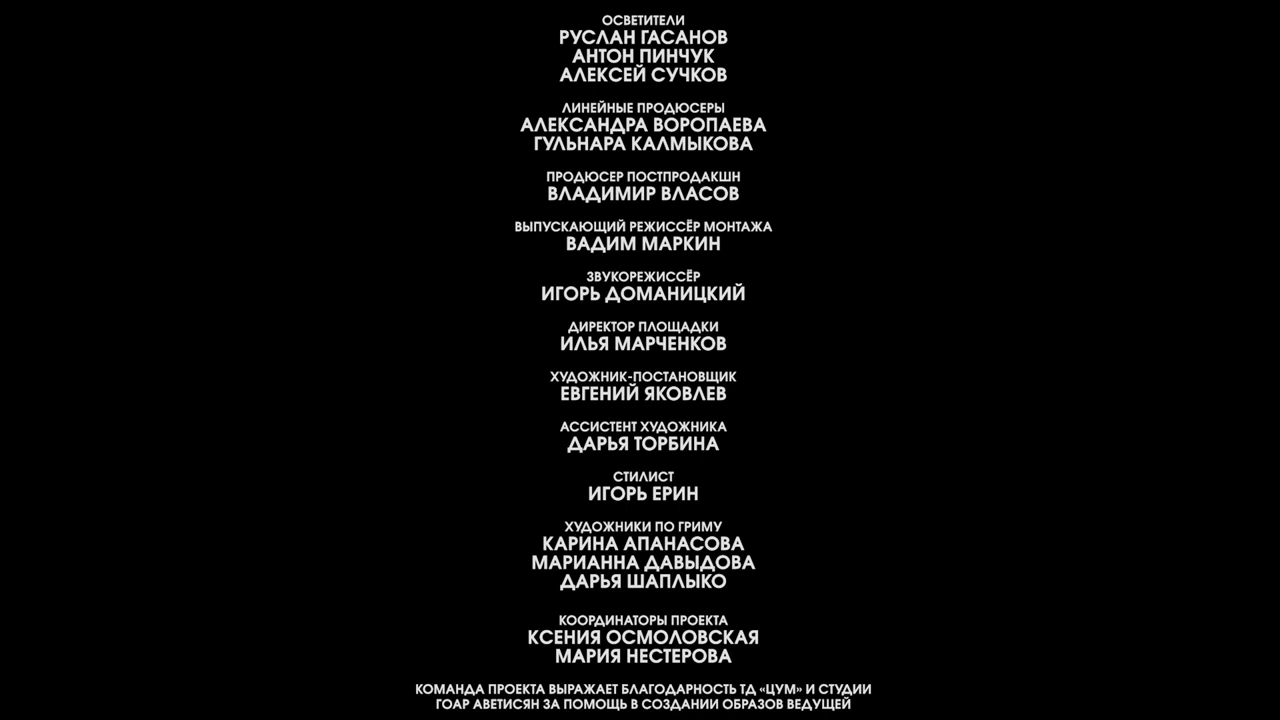 ОСВЕТИТЕЛИ
РУСЛАН ГАСАНОВ
АНТОН ПИНЧУК
АЛЕКСЕЙ СУЧКОВ
ЛИНЕЙНЫЕ ПРОДЮСЕРЫ
АЛЕКСАНДРА ВОРОПАЕВА
ГУЛЬНАРА КАЛМЫКОВА
ПРОДЮСЕР ПОСТПРОДАКШН
ВЛАДИМИР ВЛАСОВ
ВЫПУСКАЮЩИЙ РЕЖИССЁР МОНТАЖА
ВАДИМ МАРКИН
ЗВУКОРЕЖИССЁР
ИГОРЬ ДОМАНИЦКИЙ
ДИРЕКТОР ПЛОЩАДКИ
ИЛЬЯ МАРЧЕНКОВ
ХУДОЖНИК-ПОСТАНОВЩИК
ЕВГЕНИЙ ЯКОВЛЕВ
АССИСТЕНТ ХУДОЖНИКА
ДАРЬЯ ТОРБИНА
СТИЛИСТ
ИГОРЬ ЕРИН
ХУДОЖНИКИ ПО ГРИМУ
КАРИНА АПАНАСОВА
МАРИАННА ДАВЫДОВА
ДАРЬЯ ШАПЛЫКО
КООРДИНАТОРЫ ПРОЕКТА
КСЕНИЯ ОСМОЛОВСКАЯ
МАРИЯ НЕСТЕРОВА
КОМАНДА ПРОЕКТА ВЫРАЖАЕТ БЛАГОДАРНОСТЬ ТД «ЦУМ» И СТУДИИ
ГОАР АВЕТИСЯН ЗА ПОМОЩЬ В СОЗДАНИИ ОБРАЗОВ ВЕДУЩЕЙ